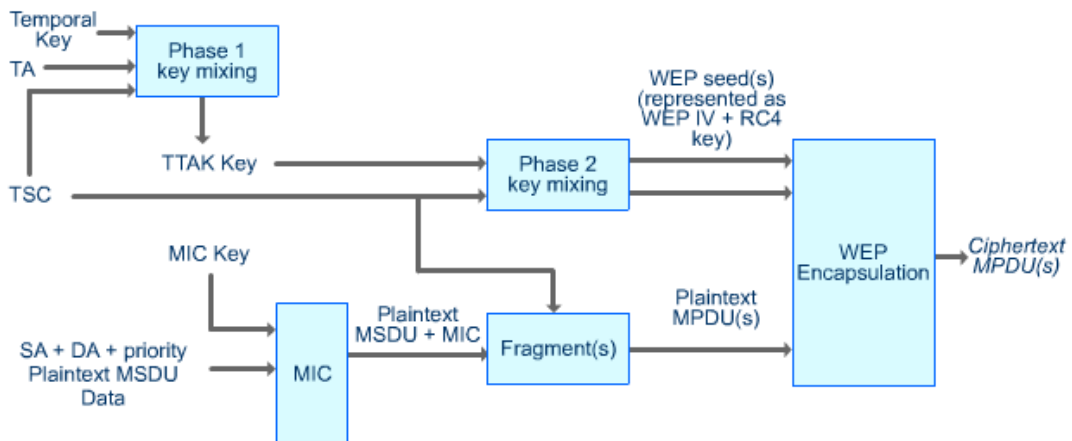 Temporal
Key
TA
Phase 1
key mixing
WEP seed(s)
(represented as
WEP IV + RC4
key)
TTAK Key
Phase 2
key mixing
TSC
MIC Key
WEP
Encapsulation
Ciphertext
MPDU(s)
Plaintext
MSDU + MIC
Fragment(s)
Plaintext
MPDU(s)
SA + DA + priority
Plaintext MSDU
Data
MIC